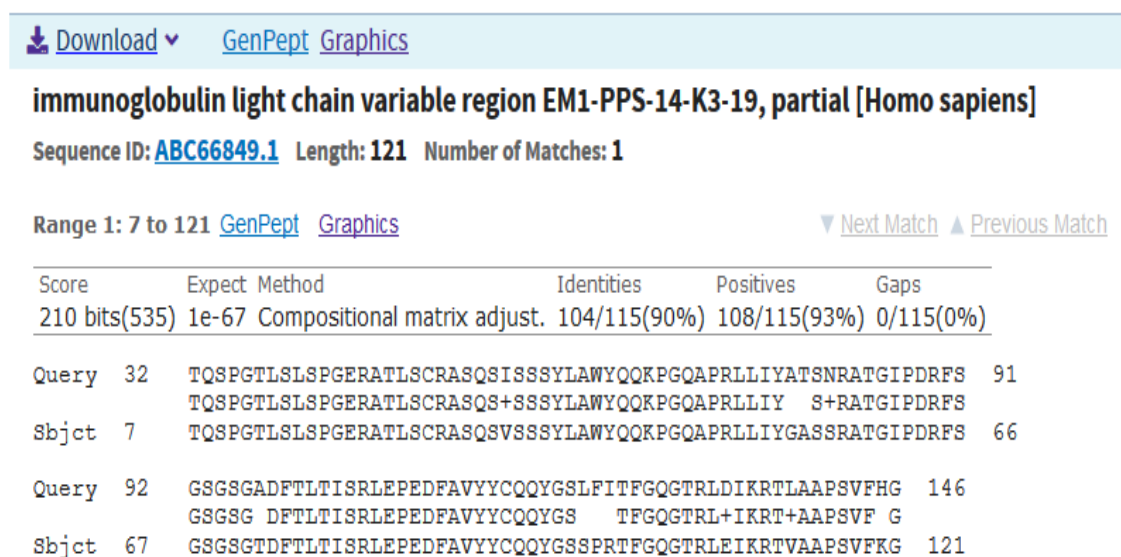 Download GenPept Graphics
immunoglobulin light chain variable region EM1-PPS-14-K3-19, partial [Homo sapiens]
Sequence ID: ABC66849.1 Length: 121 Number of Matches: 1
Range 1: 7 to 121 GenPept Graphics ▼ Next Match ▲ Previous Match
Score Expect Method Identities Positives Gaps
210 bits(535) 1e-67 Compositional matrix adjust. 104/115(90%) 108/115(93%) 0/115(0%)
Query 32 TQSPGTLSLSPGERATLSCRASQSISSSYLAWYQQKPGQAPRLLIYATSNRATGIPDRFS 91
TQSPGTLSLSPGERATLSCRASQS+SSSYLAWYQQKPGQAPRLLIY  S+RATGIPDRFS
Sbjct 7 TQSPGTLSLSPGERATLSCRASQSVSSSYLAWYQQKPGQAPRLLIYGASSRATGIPDRFS 66
Query 92 GSGSGADFTLTISRLEPEDFAVYYCQQYGSLFITFGQGTRLDIKRTLAAPSVFHG 146
GSGSG DFTLTISRLEPEDFAVYYCQQYGS   TFGQGTRL+IKRT+AAPSVF G
Sbjct 67 GSGSGTDFTLTISRLEPEDFAVYYCQQYGSSPRTFGQGTRLEIKRTVAAPSVFKG 121